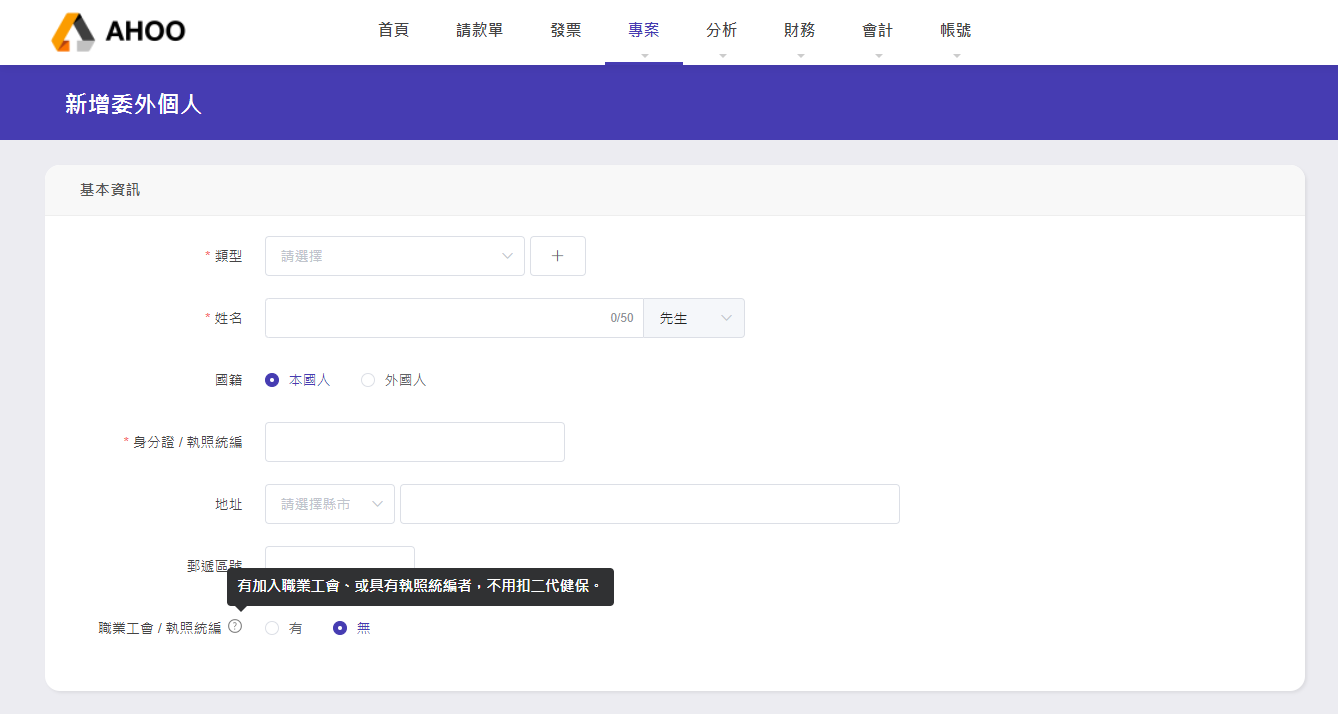 AHOO
首頁 請款單 發票 專案 分析 財務 會計 帳號
新增委外個人
基本資訊
* 類型 請選擇 +
* 姓名 0/50 先生
國籍 本國人 外國人
* 身分證 / 執照統編
地址 請選擇縣市
郵遞區號
有加入職業工會、或具有執照統編者，不用扣二代健保。
職業工會 / 執照統編 ? 有 無